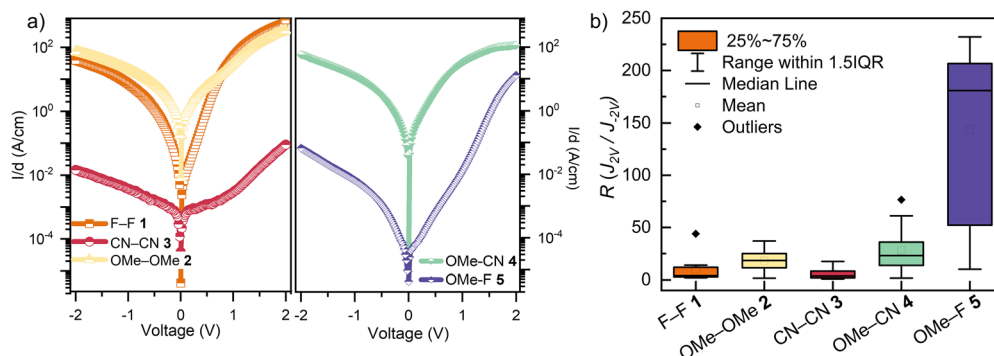 a)
I/d (A/cm)
10²
10⁰
10⁻²
10⁻⁴
F–F 1
CN–CN 3
OMe–OMe 2
-2 -1 0 1 2
Voltage (V)
OMe-CN 4
OMe-F 5
-2 -1 0 1 2
Voltage (V)
10²
10⁰
10⁻²
10⁻⁴
I/d (A/cm)
b)
R (J2V / J-2V)
250
200
150
100
50
0
25%~75%
Range within 1.5IQR
Median Line
Mean
Outliers
F–F 1
OMe–OMe 2
CN–CN 3
OMe–CN 4
OMe–F 5